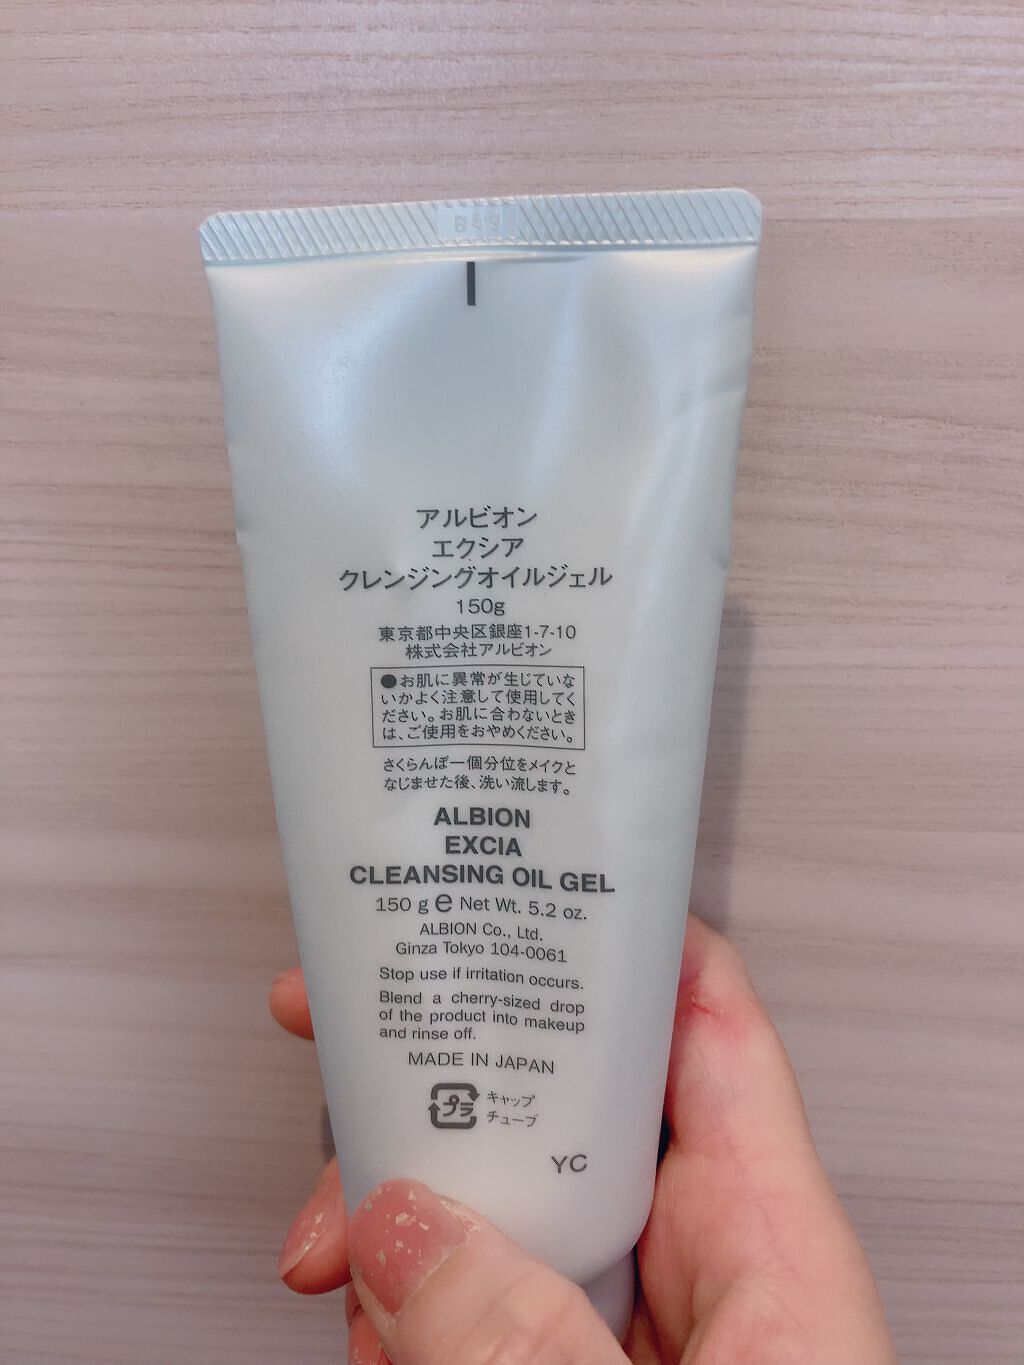 アルビオン
エクシア
クレンジングオイルジェル
150g
東京都中央区銀座1-7-10
株式会社アルビオン
●お肌に異常が生じていな
いかよく注意して使用してく
ださい。お肌に合わないとき
は、ご使用をおやめください。
さくらんぼ一個分位をメイクと
なじませた後、洗い流します。
ALBION
EXCIA
CLEANSING OIL GEL
150 g e Net Wt. 5.2 oz.
ALBION Co., Ltd.
Ginza Tokyo 104-0061
Stop use if irritation occurs.
Blend a cherry-sized drop
of the product into makeup
and rinse off.
MADE IN JAPAN
プラ キャップ
チューブ
YC